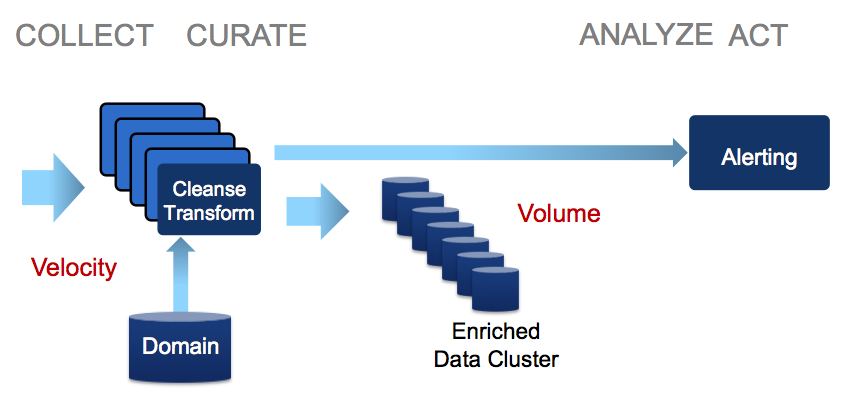 COLLECT CURATE ANALYZE ACT
Cleanse
Transform
Alerting
Volume
Velocity
Domain
Enriched
Data Cluster